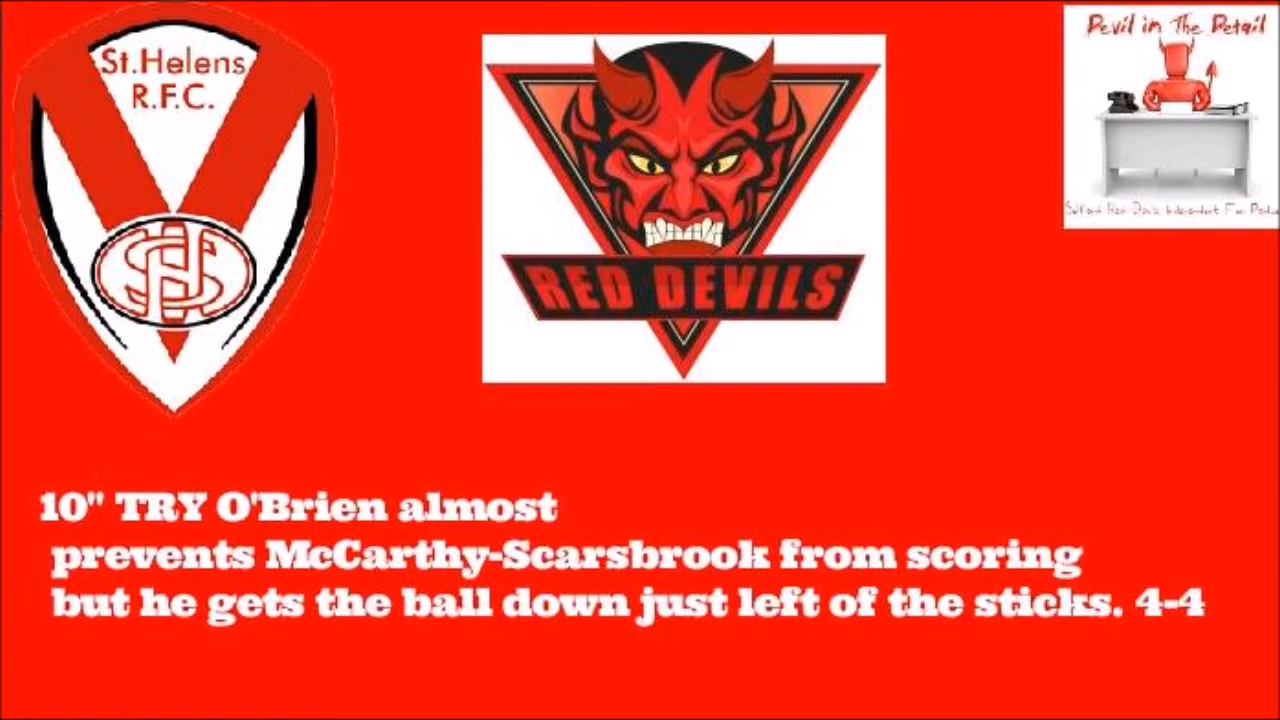 St.Helens
R.F.C.
RED DEVILS
Devil in The Detail
10" TRY O'Brien almost
prevents McCarthy-Scarsbrook from scoring
but he gets the ball down just left of the sticks. 4-4